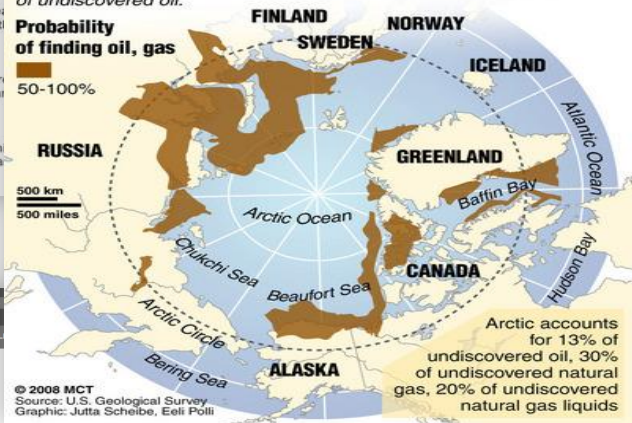 of undiscovered oil.
Probability
of finding oil, gas
50-100%
FINLAND
SWEDEN
NORWAY
ICELAND
Atlantic Ocean
RUSSIA
GREENLAND
Baffin Bay
500 km
500 miles
Arctic Ocean
Chukchi Sea
Beaufort Sea
CANADA
Hudson Bay
Arctic Circle
Bering Sea
ALASKA
Arctic accounts
for 13% of
undiscovered oil, 30%
of undiscovered natural
gas, 20% of undiscovered
natural gas liquids
© 2008 MCT
Source: U.S. Geological Survey
Graphic: Jutta Scheibe, Eeli Polli